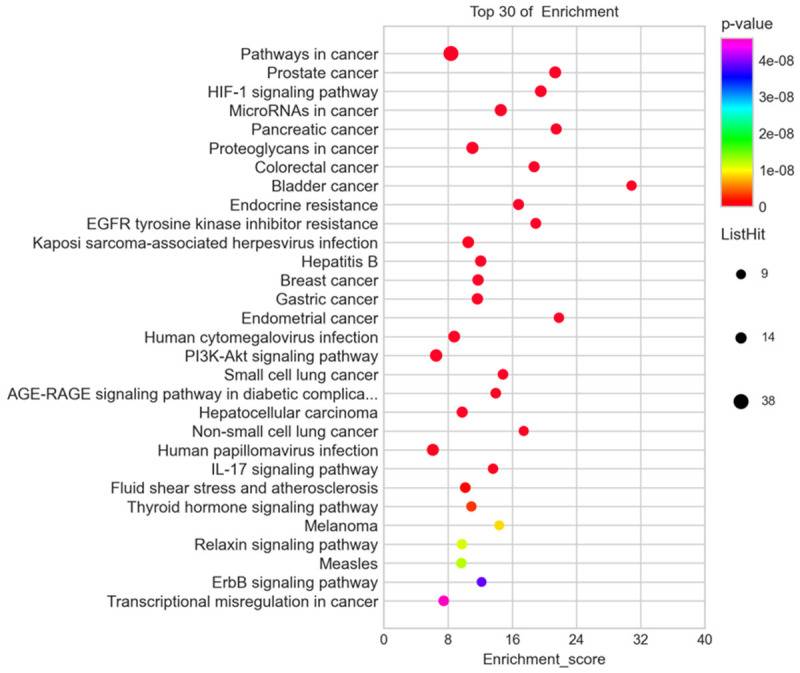 Top 30 of Enrichment
Pathways in cancer
Prostate cancer
HIF-1 signaling pathway
MicroRNAs in cancer
Pancreatic cancer
Proteoglycans in cancer
Colorectal cancer
Bladder cancer
Endocrine resistance
EGFR tyrosine kinase inhibitor resistance
Kaposi sarcoma-associated herpesvirus infection
Hepatitis B
Breast cancer
Gastric cancer
Endometrial cancer
Human cytomegalovirus infection
PI3K-Akt signaling pathway
Small cell lung cancer
AGE-RAGE signaling pathway in diabetic complica...
Hepatocellular carcinoma
Non-small cell lung cancer
Human papillomavirus infection
IL-17 signaling pathway
Fluid shear stress and atherosclerosis
Thyroid hormone signaling pathway
Melanoma
Relaxin signaling pathway
Measles
ErbB signaling pathway
Transcriptional misregulation in cancer
0 8 16 24 32 40
Enrichment_score
p-value
4e-08
3e-08
2e-08
1e-08
0
ListHit
9
14
38